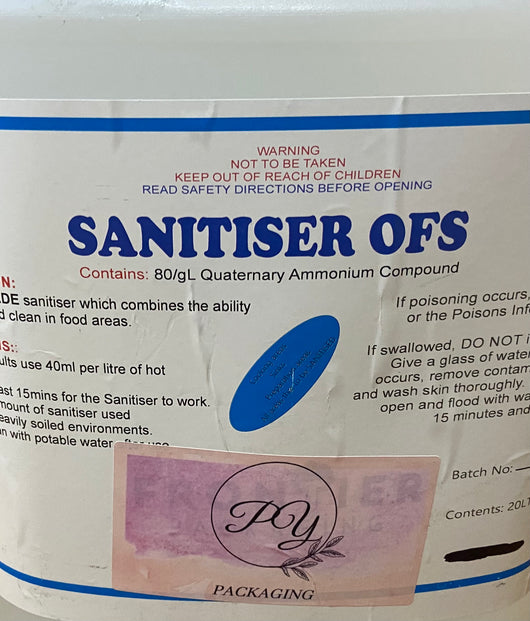 WARNING
NOT TO BE TAKEN
KEEP OUT OF REACH OF CHILDREN
READ SAFETY DIRECTIONS BEFORE OPENING
SANITISER OFS
Contains: 80/gL Quaternary Ammonium Compound
N:
DE sanitiser which combines the ability
d clean in food areas.
S:
ults use 40ml per litre of hot
ast 15mins for the Sanitiser to work.
mount of sanitiser used
eavily soiled environments.
n with potable water after use
If poisoning occurs,
or the Poisons Inf
If swallowed, DO NOT i
Give a glass of wate
occurs, remove contam
and wash skin thoroughly.
open and flood with wa
15 minutes and
Batch No:
Contents: 20L
PY
PACKAGING